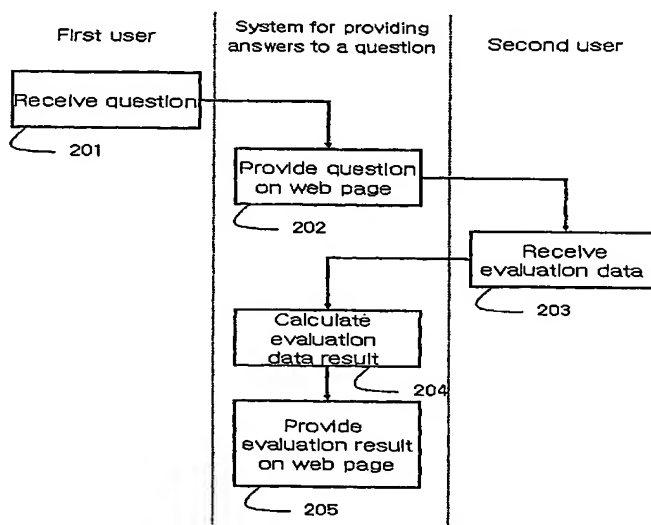 First user
System for providing
answers to a question
Second user
Receive question
201
Provide question
on web page
202
Receive
evaluation data
203
Calculate
evaluation
data result
204
Provide
evaluation result
on web page
205